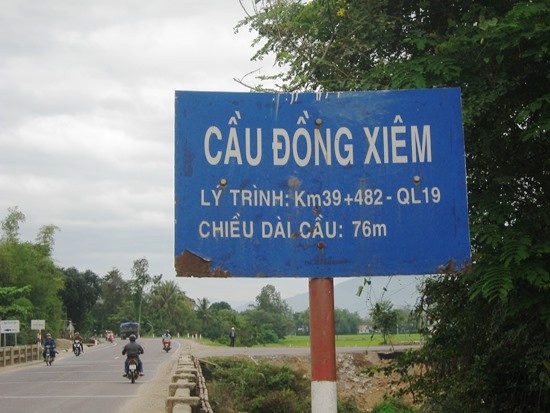 CẦU ĐỒNG XIÊM
LÝ TRÌNH: Km39+482-QL19
CHIỀU DÀI CẦU: 76m